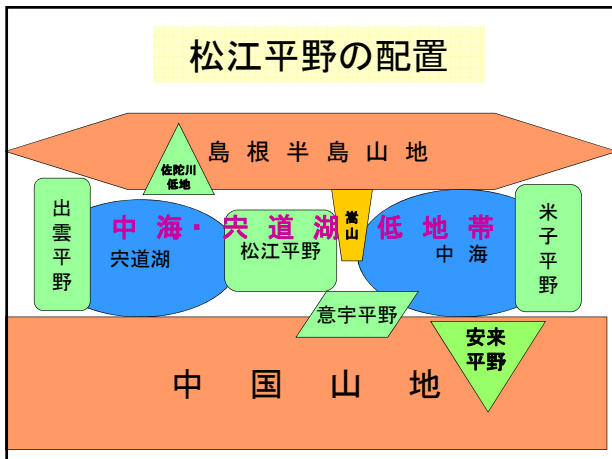 松江平野の配置
島根半島山地
佐陀川
低地
出雲平野
中海・宍道湖低地帯
嵩山
米子平野
宍道湖
松江平野
中海
意宇平野
安来
平野
中国山地